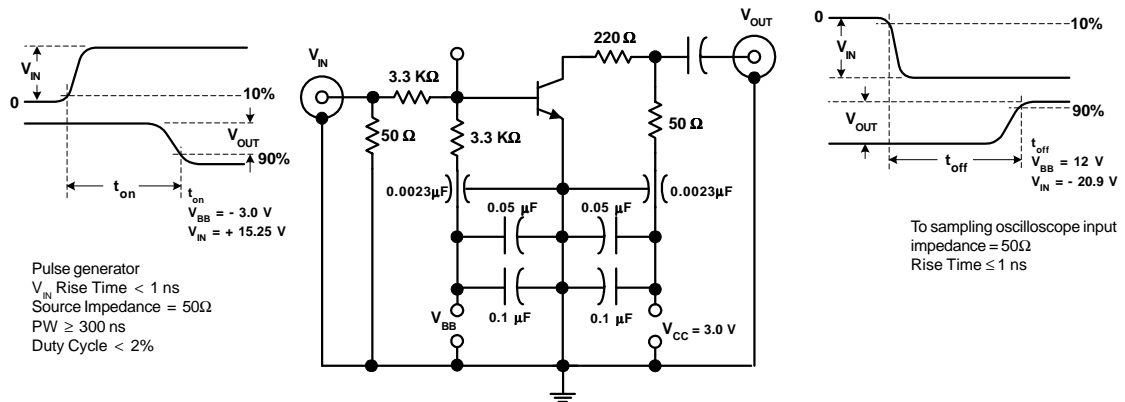 0
V_IN
10%
V_OUT
90%
t_on
t_on
V_BB = - 3.0 V
V_IN = + 15.25 V
Pulse generator
V_IN Rise Time < 1 ns
Source Impedance = 50Ω
PW ≥ 300 ns
Duty Cycle < 2%
V_IN
3.3 KΩ
50 Ω
3.3 KΩ
220 Ω
V_OUT
50 Ω
0.0023µF
0.0023µF
0.05 µF
0.05 µF
0.1 µF
0.1 µF
V_BB
V_CC = 3.0 V
0
10%
V_IN
V_OUT
90%
t_off
t_off
V_BB = 12 V
V_IN = - 20.9 V
To sampling oscilloscope input
impedance = 50Ω
Rise Time ≤ 1 ns